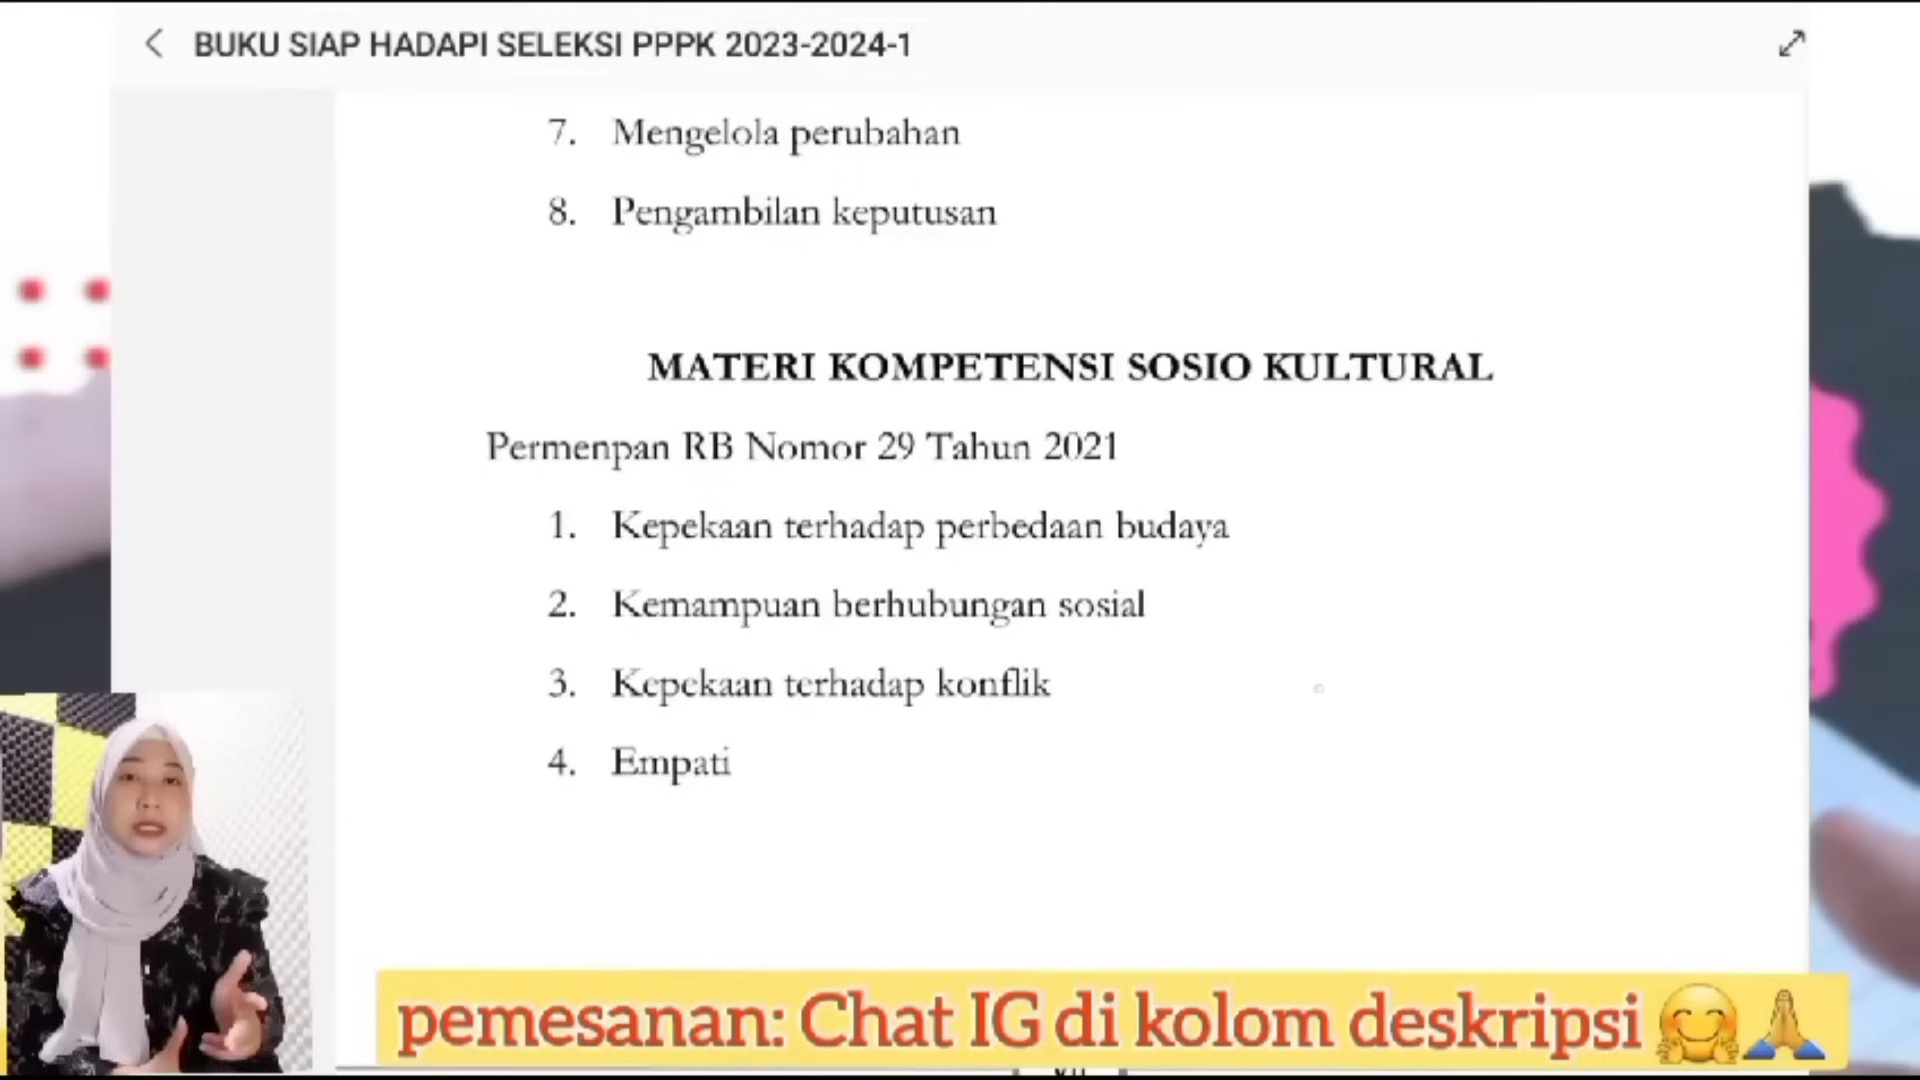 BUKU SIAP HADAPI SELEKSI PPPK 2023-2024-1
7. Mengelola perubahan
8. Pengambilan keputusan
MATERI KOMPETENSI SOSIO KULTURAL
Permenpan RB Nomor 29 Tahun 2021
1. Kepekaan terhadap perbedaan budaya
2. Kemampuan berhubungan sosial
3. Kepekaan terhadap konflik
4. Empati
pemesanan: Chat IG di kolom deskripsi 🤗🙏